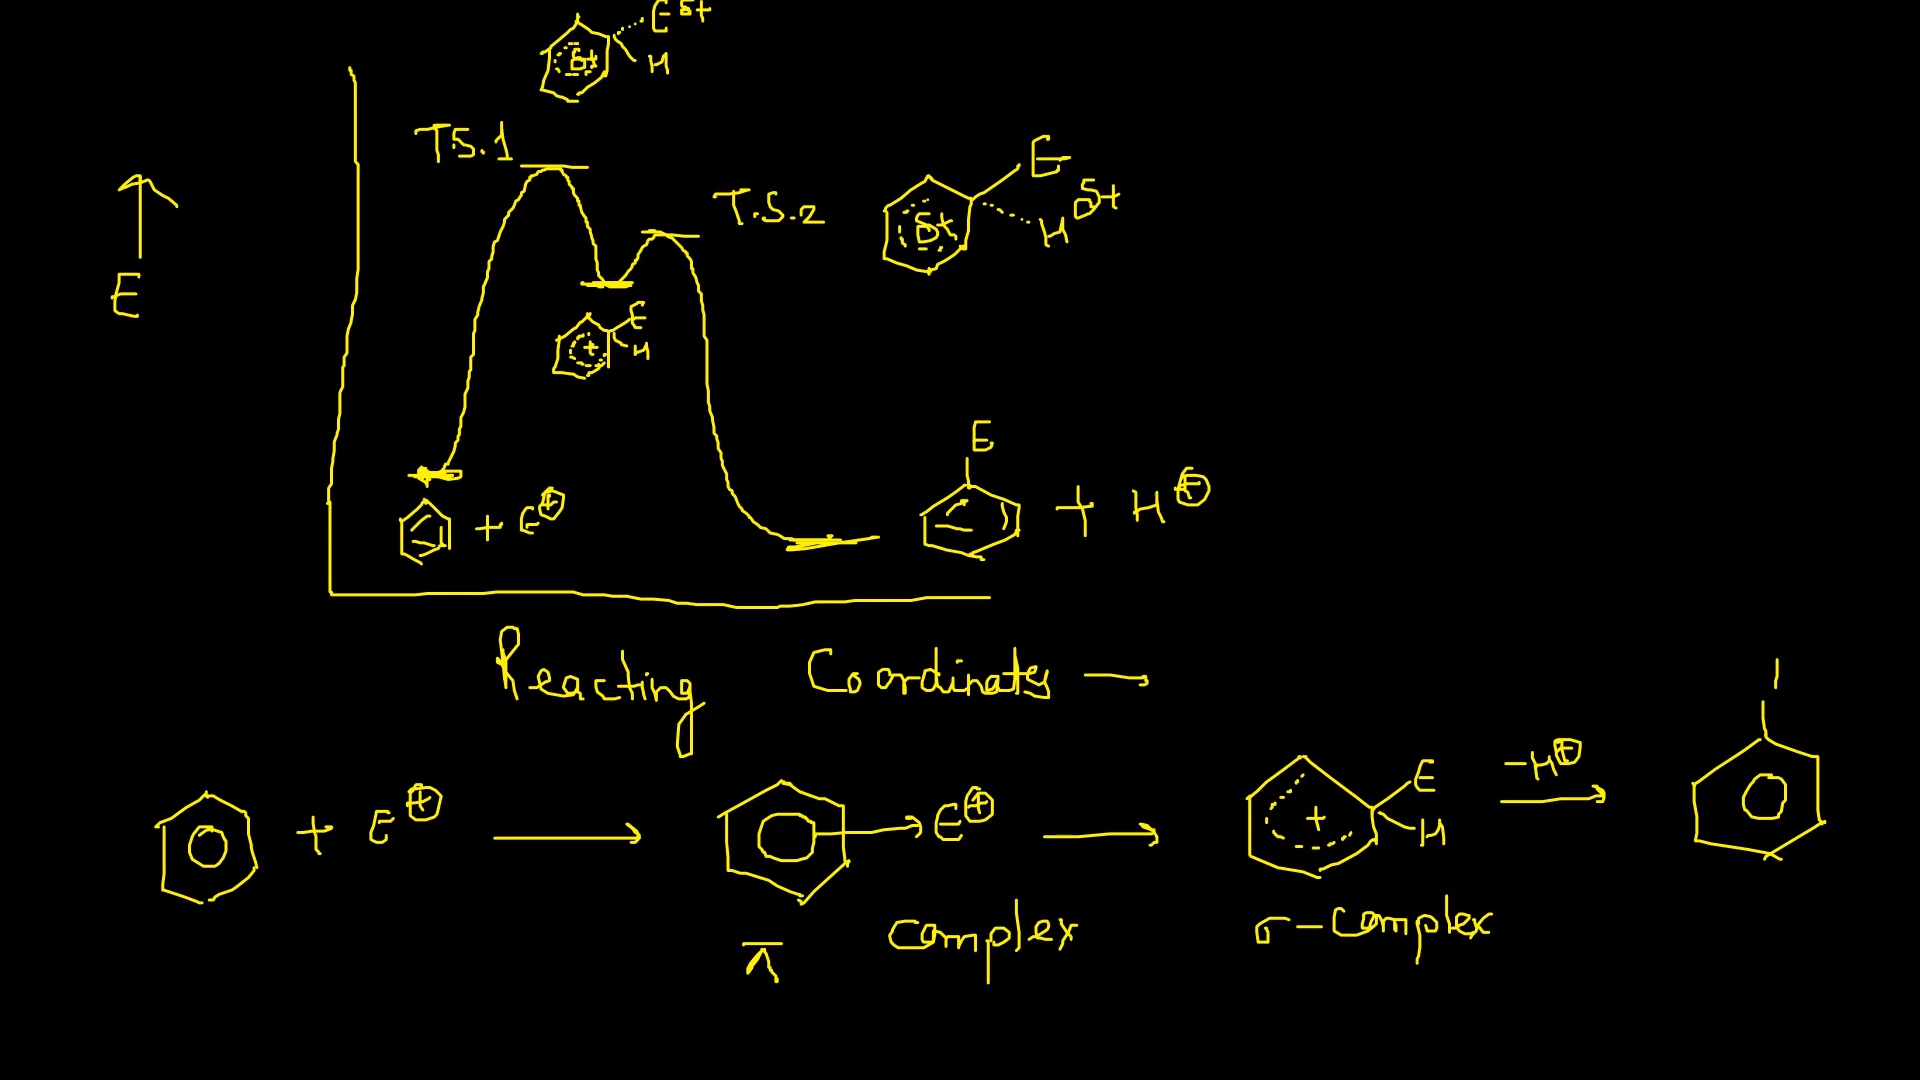 E δ+
δ+
H
T.S.1
E
T.S.2
δ+
H δ+
E
E
+
H
E
+ E⊕
+ H⊕
Reacting Coordinates →
-H⊕
+ E⊕ → E⊕ → + E H
complex
π
σ-complex